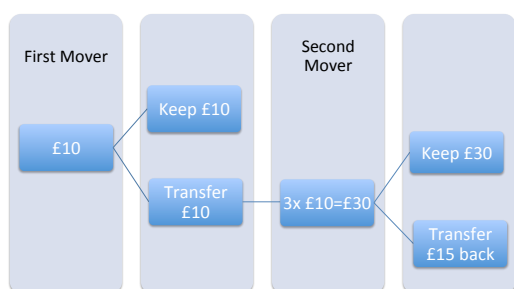 First Mover
£10
Keep £10
Transfer
£10
Second
Mover
3x £10=£30
Keep £30
Transfer
£15 back